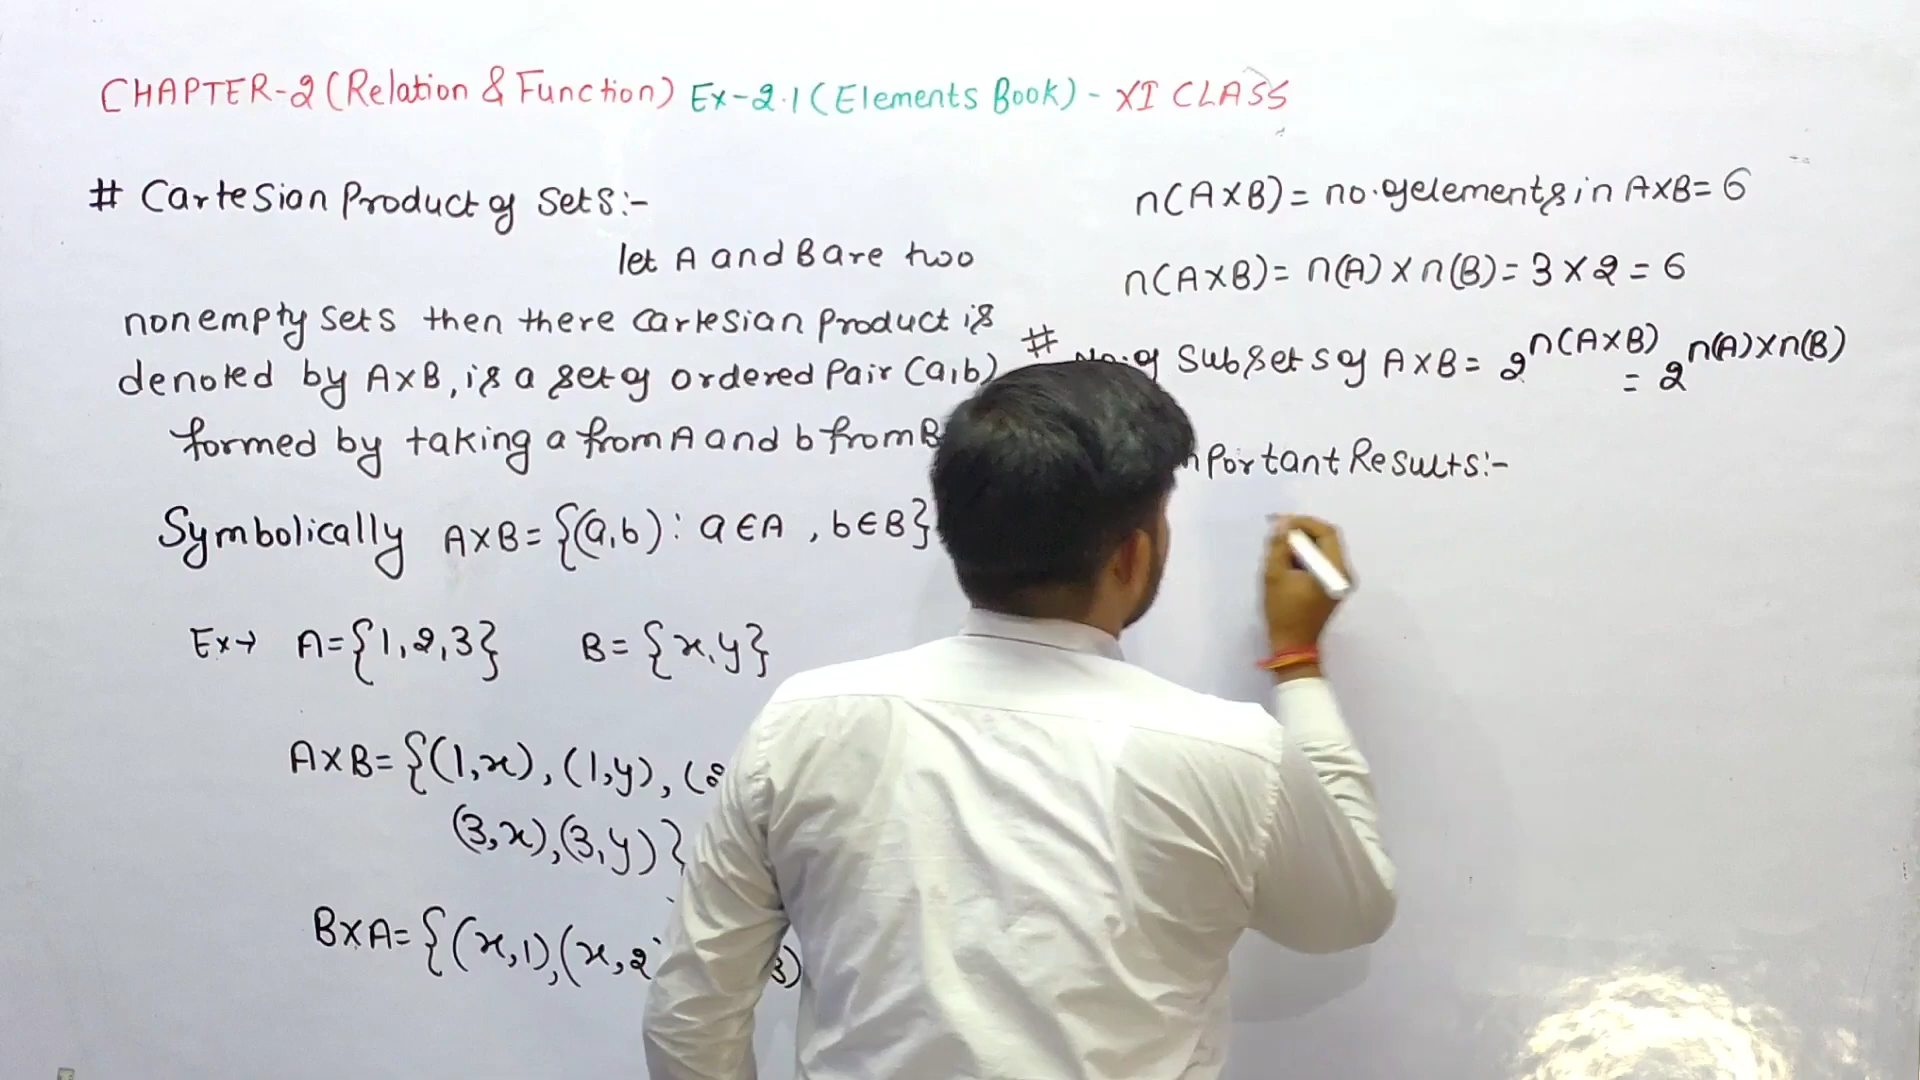 CHAPTER-2 (Relation & Function) Ex-2.1 (Elements Book) - XI CLASS
# Cartesian Product of Sets:-
let A and B are two
nonempty Sets then there Cartesian Product is
denoted by A×B, is a set of ordered Pair (a,b)
formed by taking a from A and b from B
Symbolically A×B = {(a,b) : a∈A , b∈B}
Ex→ A={1,2,3} B={x,y}
A×B={(1,x),(1,y),(
(3,x),(3,y)}
B×A={(x,1),(x,2 3)
n(A×B) = no. of elements in A×B = 6
n(A×B) = n(A) × n(B) = 3 × 2 = 6
# No. of Subsets of A×B = 2^n(A×B) = 2^n(A)×n(B)
portant Results:-